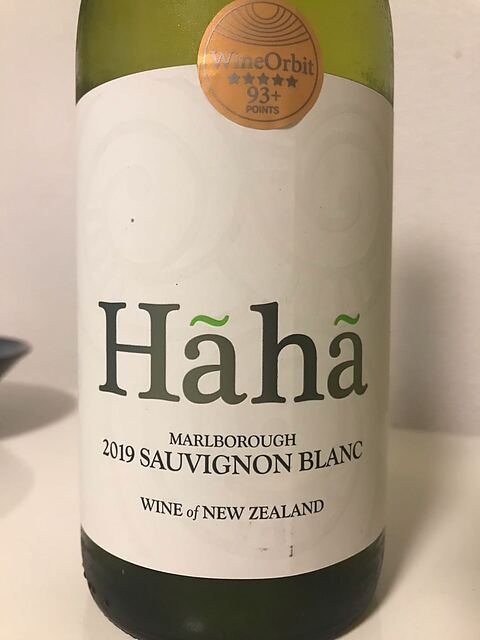 WineOrbit
93+
POINTS
Hãhã
MARLBOROUGH
2019 SAUVIGNON BLANC
WINE of NEW ZEALAND